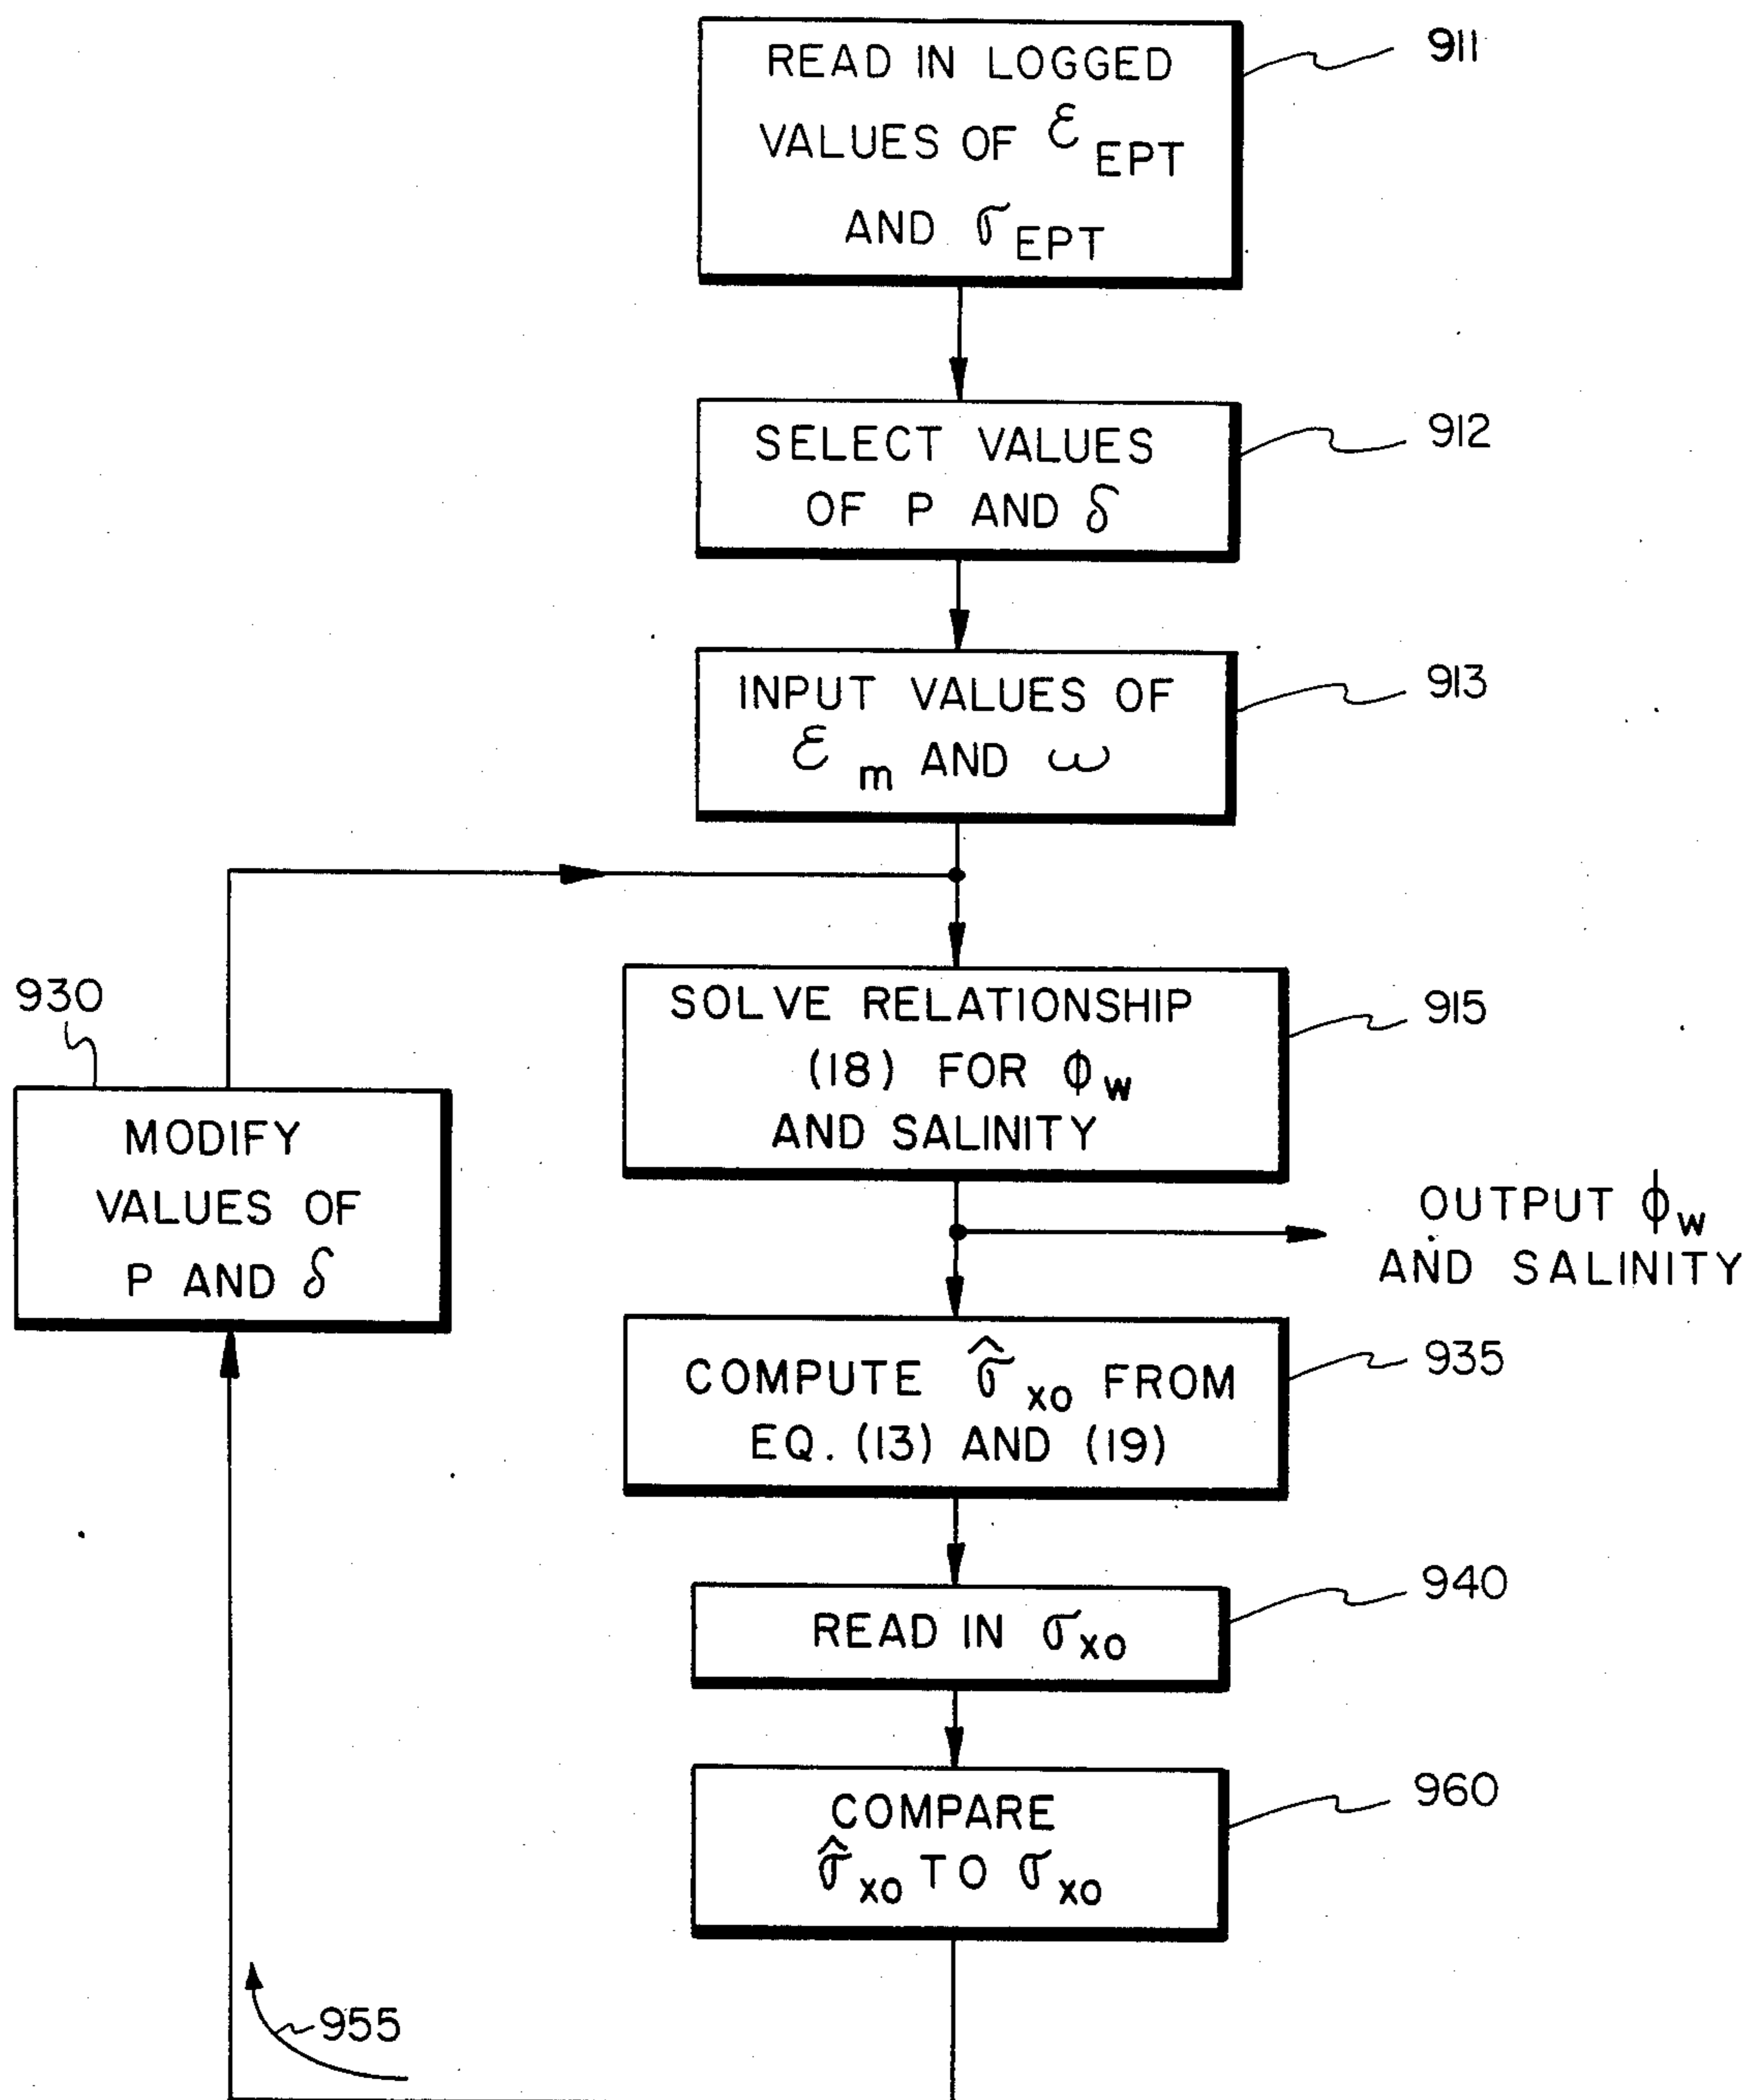 READ IN LOGGED
VALUES OF ε EPT
AND σ EPT
911
SELECT VALUES
OF P AND δ
912
INPUT VALUES OF
ε m AND ω
913
SOLVE RELATIONSHIP
(18) FOR ϕw
AND SALINITY
915
930
MODIFY
VALUES OF
P AND δ
OUTPUT ϕw
AND SALINITY
COMPUTE σ̂xo FROM
EQ. (13) AND (19)
935
READ IN σxo
940
COMPARE
σ̂xo TO σxo
960
955